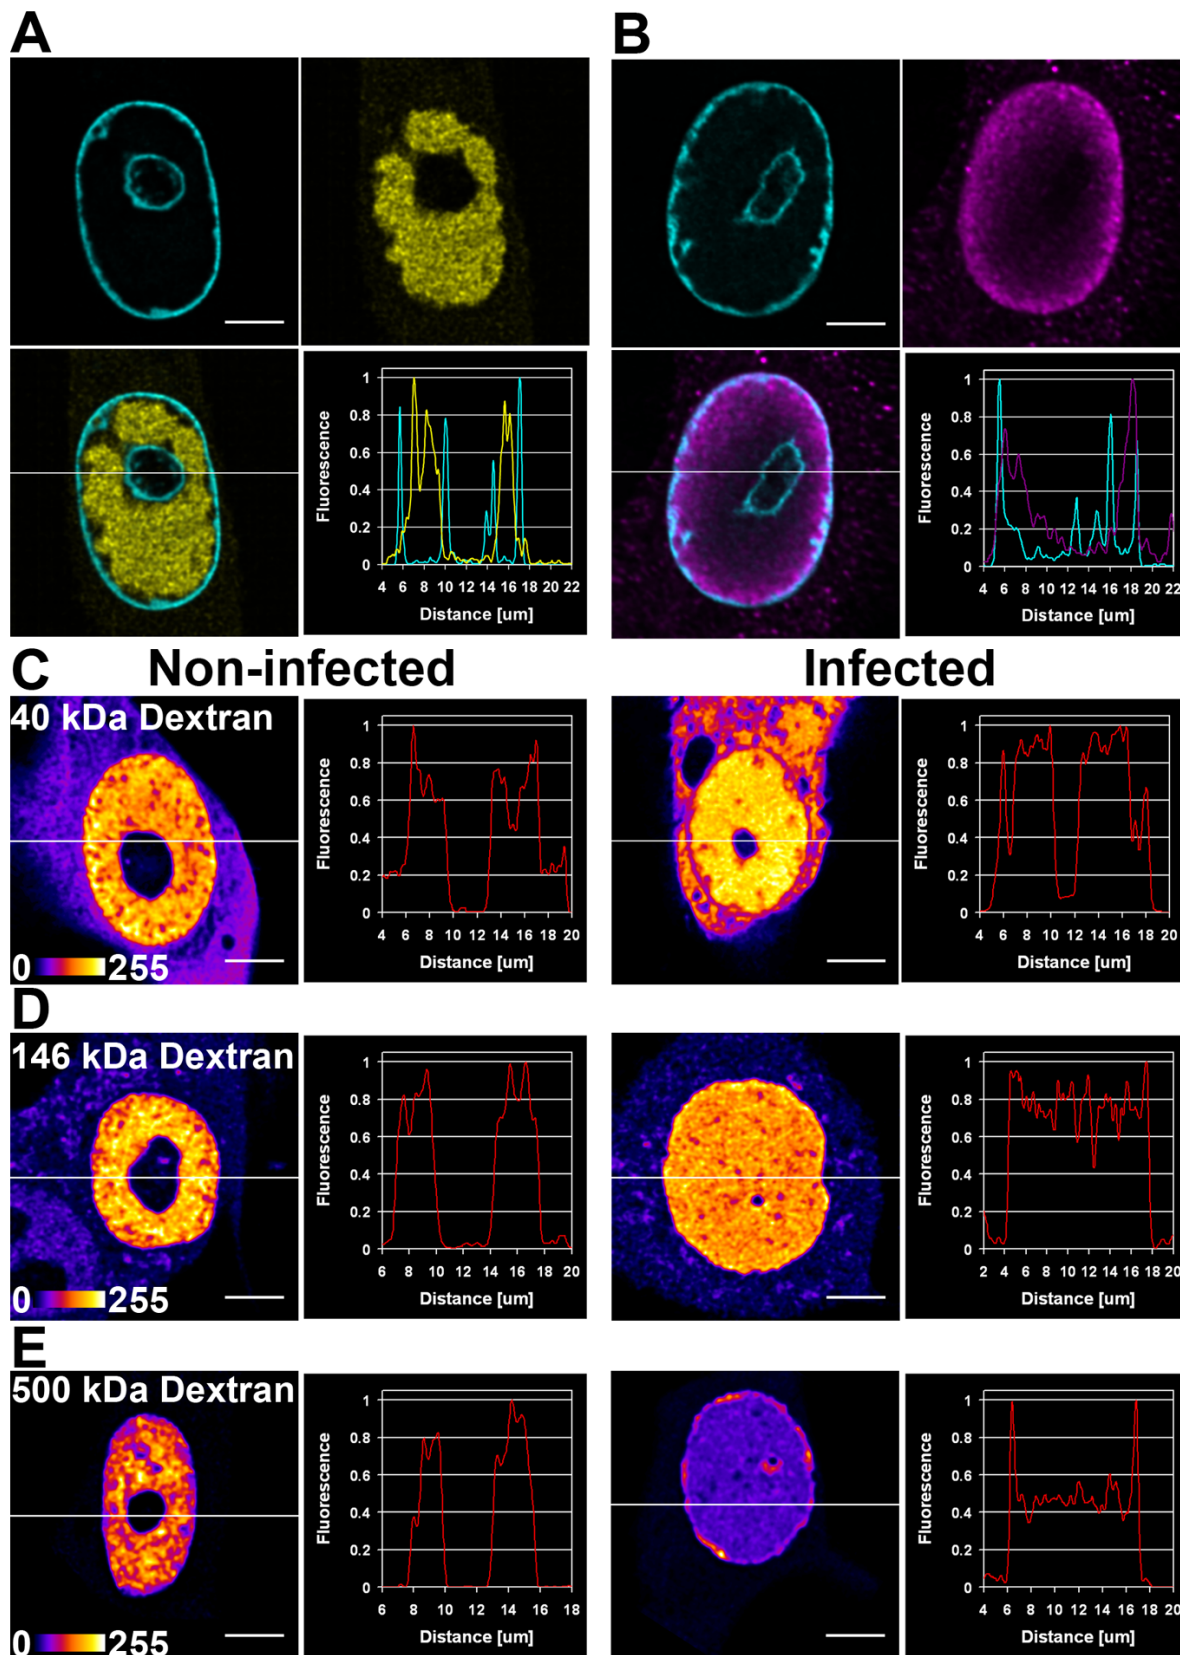 A
B
Fluorescence
1
0.8
0.6
0.4
0.2
0
4 6 8 10 12 14 16 18 20 22
Distance [um]
Fluorescence
1
0.8
0.6
0.4
0.2
0
4 6 8 10 12 14 16 18 20 22
Distance [um]
C
Non-infected
Infected
40 kDa Dextran
0 255
Fluorescence
1
0.8
0.6
0.4
0.2
0
4 6 8 10 12 14 16 18 20
Distance [um]
Fluorescence
1
0.8
0.6
0.4
0.2
0
4 6 8 10 12 14 16 18 20
Distance [um]
D
146 kDa Dextran
0 255
Fluorescence
1
0.8
0.6
0.4
0.2
0
6 8 10 12 14 16 18 20
Distance [um]
Fluorescence
1
0.8
0.6
0.4
0.2
0
2 4 6 8 10 12 14 16 18 20
Distance [um]
E
500 kDa Dextran
0 255
Fluorescence
1
0.8
0.6
0.4
0.2
0
6 8 10 12 14 16 18
Distance [um]
Fluorescence
1
0.8
0.6
0.4
0.2
0
4 6 8 10 12 14 16 18 20
Distance [um]